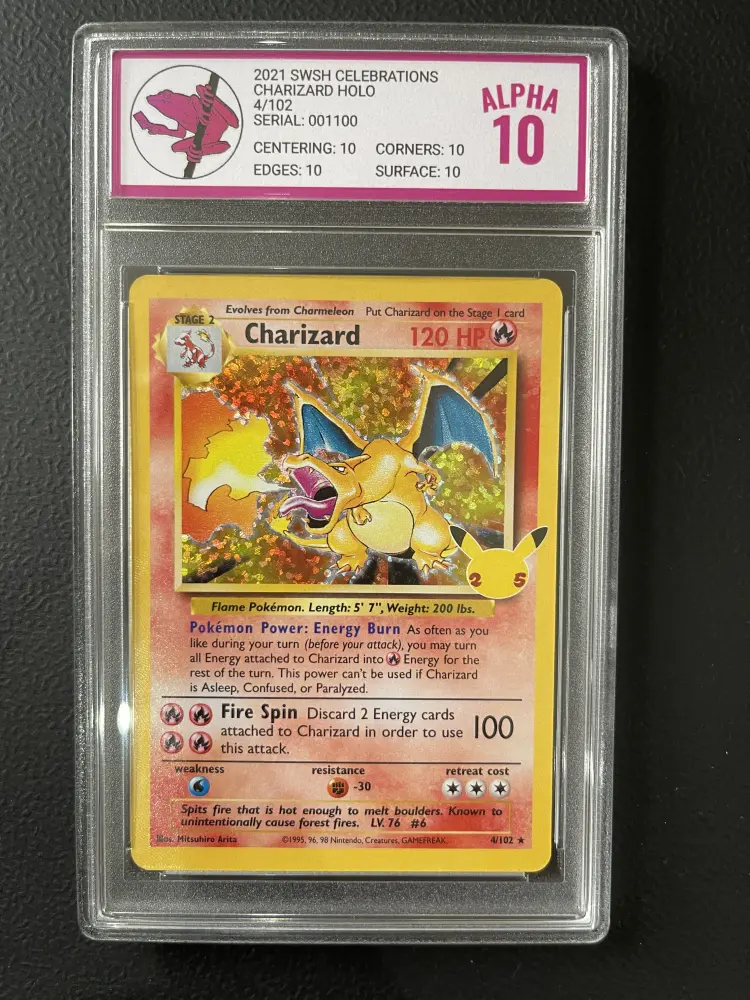 2021 SWSH CELEBRATIONS
CHARIZARD HOLO
4/102
SERIAL: 001100
CENTERING: 10 CORNERS: 10
EDGES: 10 SURFACE: 10
ALPHA
10
Evolves from Charmeleon Put Charizard on the Stage 1 card
STAGE 2
Charizard 120 HP
25
Flame Pokémon. Length: 5' 7", Weight: 200 lbs.
Pokémon Power: Energy Burn As often as you
like during your turn (before your attack), you may turn
all Energy attached to Charizard into Energy for the
rest of the turn. This power can't be used if Charizard
is Asleep, Confused, or Paralyzed.
Fire Spin Discard 2 Energy cards
attached to Charizard in order to use 100
this attack.
weakness resistance retreat cost
-30
Spits fire that is hot enough to melt boulders. Known to
unintentionally cause forest fires. LV. 76 #6
Illus. Mitsuhiro Arita ©1995, 96, 98 Nintendo, Creatures, GAMEFREAK. 4/102 ★